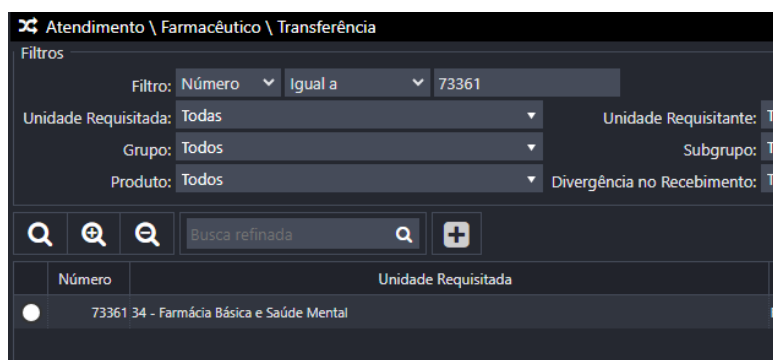 Atendimento \ Farmacêutico \ Transferência
Filtros
Filtro: Número Igual a 73361
Unidade Requisitada: Todas Unidade Requisitante:
Grupo: Todos Subgrupo:
Produto: Todos Divergência no Recebimento:
Busca refinada
Número Unidade Requisitada
73361 34 - Farmácia Básica e Saúde Mental